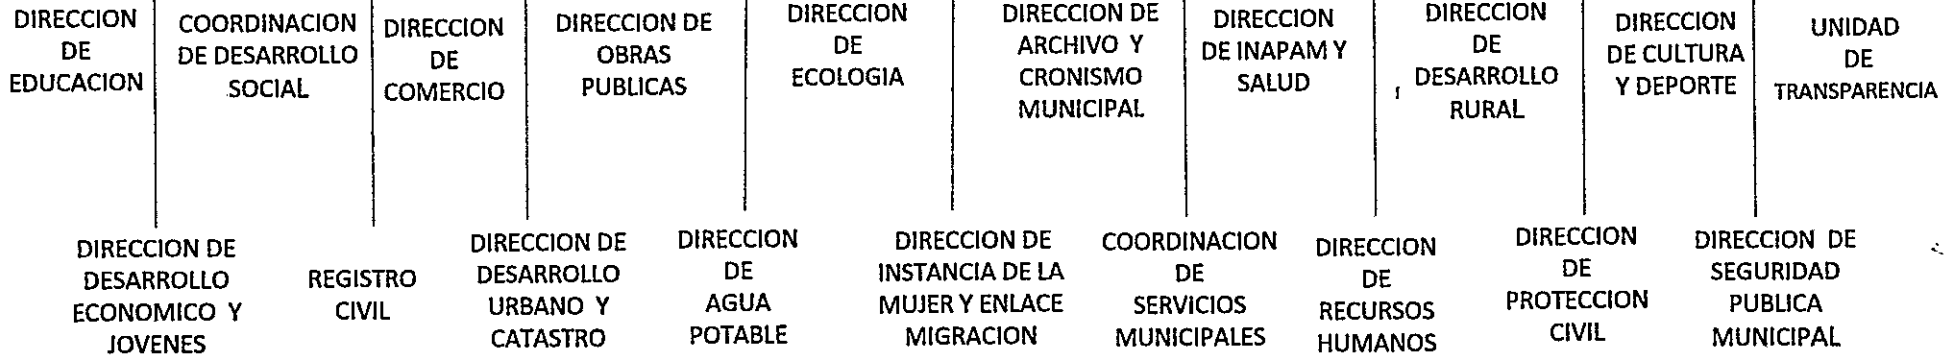 DIRECCION
DE
EDUCACION
COORDINACION
DE DESARROLLO
SOCIAL
DIRECCION
DE
COMERCIO
DIRECCION DE
OBRAS
PUBLICAS
DIRECCION
DE
ECOLOGIA
DIRECCION DE
ARCHIVO Y
CRONISMO
MUNICIPAL
DIRECCION
DE INAPAM Y
SALUD
DIRECCION
DE
DESARROLLO
RURAL
DIRECCION
DE CULTURA
Y DEPORTE
UNIDAD
DE
TRANSPARENCIA
DIRECCION DE
DESARROLLO
ECONOMICO Y
JOVENES
REGISTRO
CIVIL
DIRECCION DE
DESARROLLO
URBANO Y
CATASTRO
DIRECCION
DE
AGUA
POTABLE
DIRECCION DE
INSTANCIA DE LA
MUJER Y ENLACE
MIGRACION
COORDINACION
DE
SERVICIOS
MUNICIPALES
DIRECCION
DE
RECURSOS
HUMANOS
DIRECCION
DE
PROTECCION
CIVIL
DIRECCION DE
SEGURIDAD
PUBLICA
MUNICIPAL